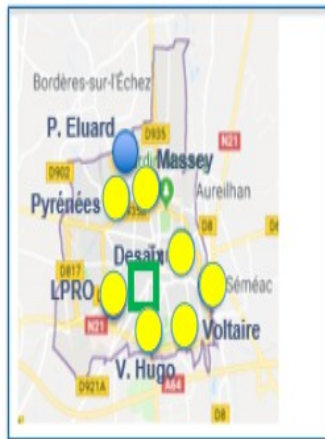 Bordères-sur-l'Échez
P. Eluard
D935
N21
Massey
D902
Aureilhan
Pyrénées
D8
Desaïx
D817
Séméac
LPRO
N21
Voltaire
V. Hugo
D921A
A64
D8